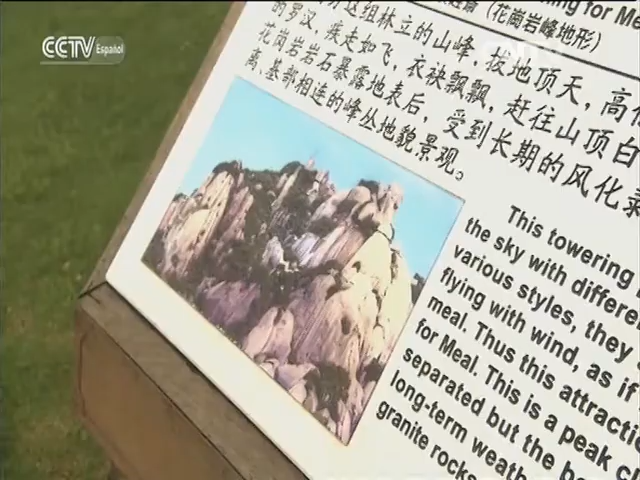 CCTV Español
for Meal
(花岗岩峰地形)
这组林立的山峰,拔地顶天,高
的罗汉,疾走如飞,衣袂飘飘,赶往山顶白
花岗岩岩石暴露地表后,受到长期的风化
离、基部相连的峰丛地貌景观。
This towering
the sky with differe
various styles, they
flying with wind, as if
meal. Thus this attracti
for Meal. This is a peak cl
separated but the b
long-term weath
granite rocks